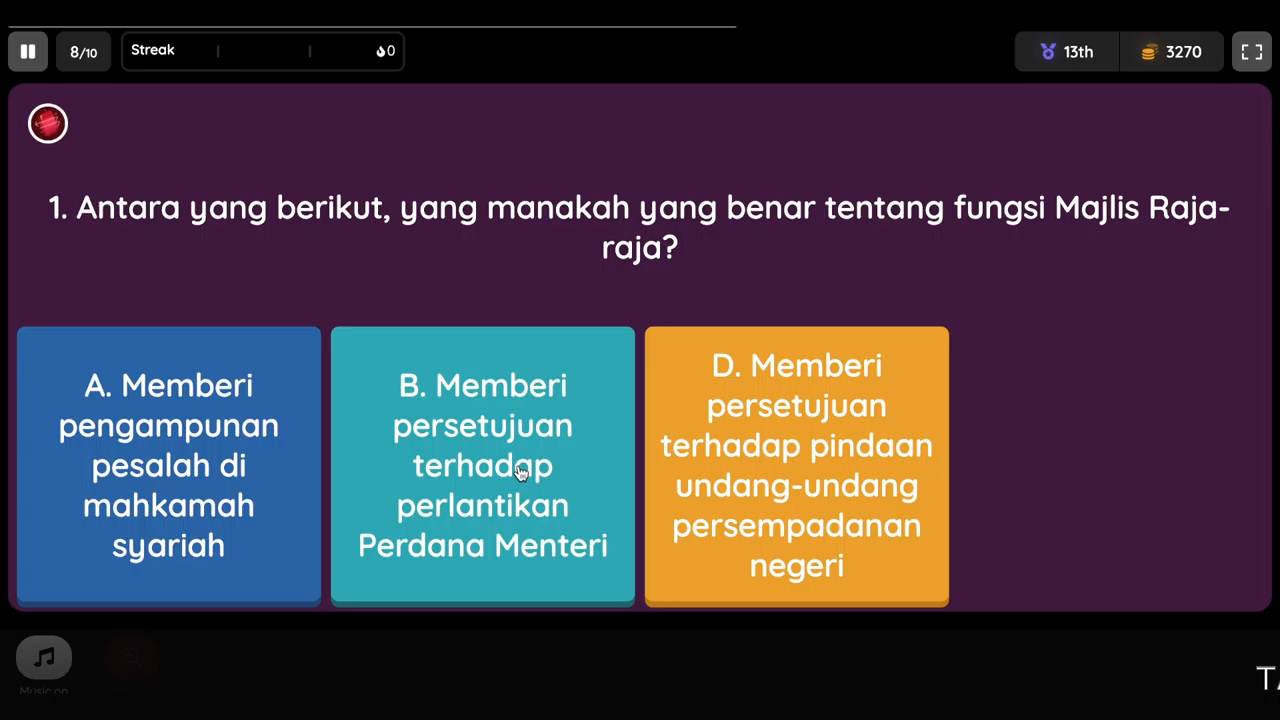 8/10
Streak
0
13th
3270
1. Antara yang berikut, yang manakah yang benar tentang fungsi Majlis Raja-
raja?
A. Memberi
pengampunan
pesalah di
mahkamah
syariah
B. Memberi
persetujuan
terhadap
perlantikan
Perdana Menteri
D. Memberi
persetujuan
terhadap pindaan
undang-undang
persempadanan
negeri
Music on